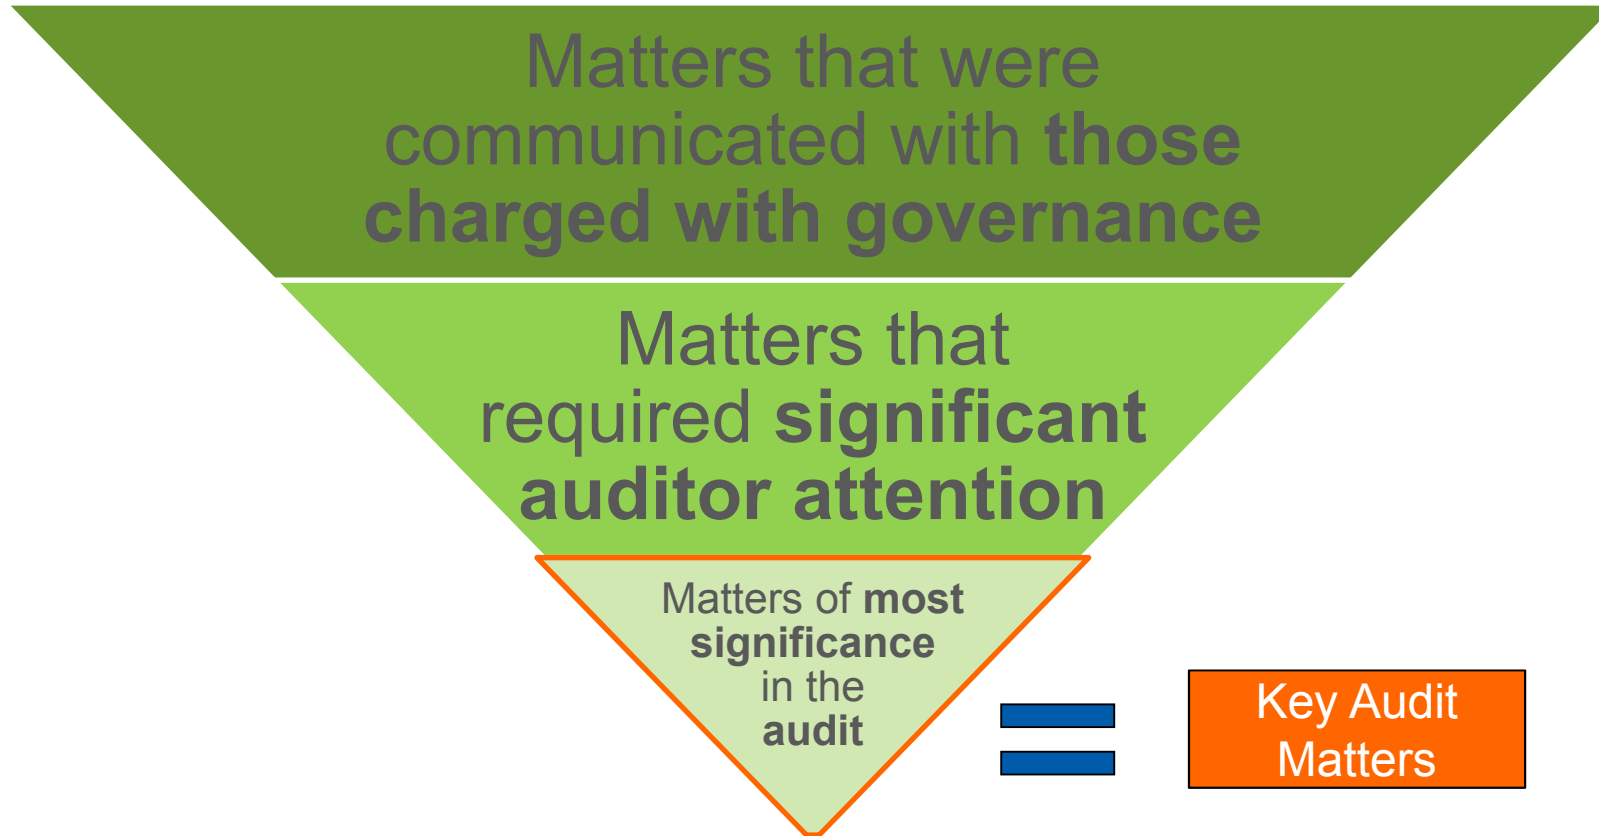 Matters that were
communicated with those
charged with governance
Matters that
required significant
auditor attention
Matters of most
significance
in the
audit
Key Audit
Matters